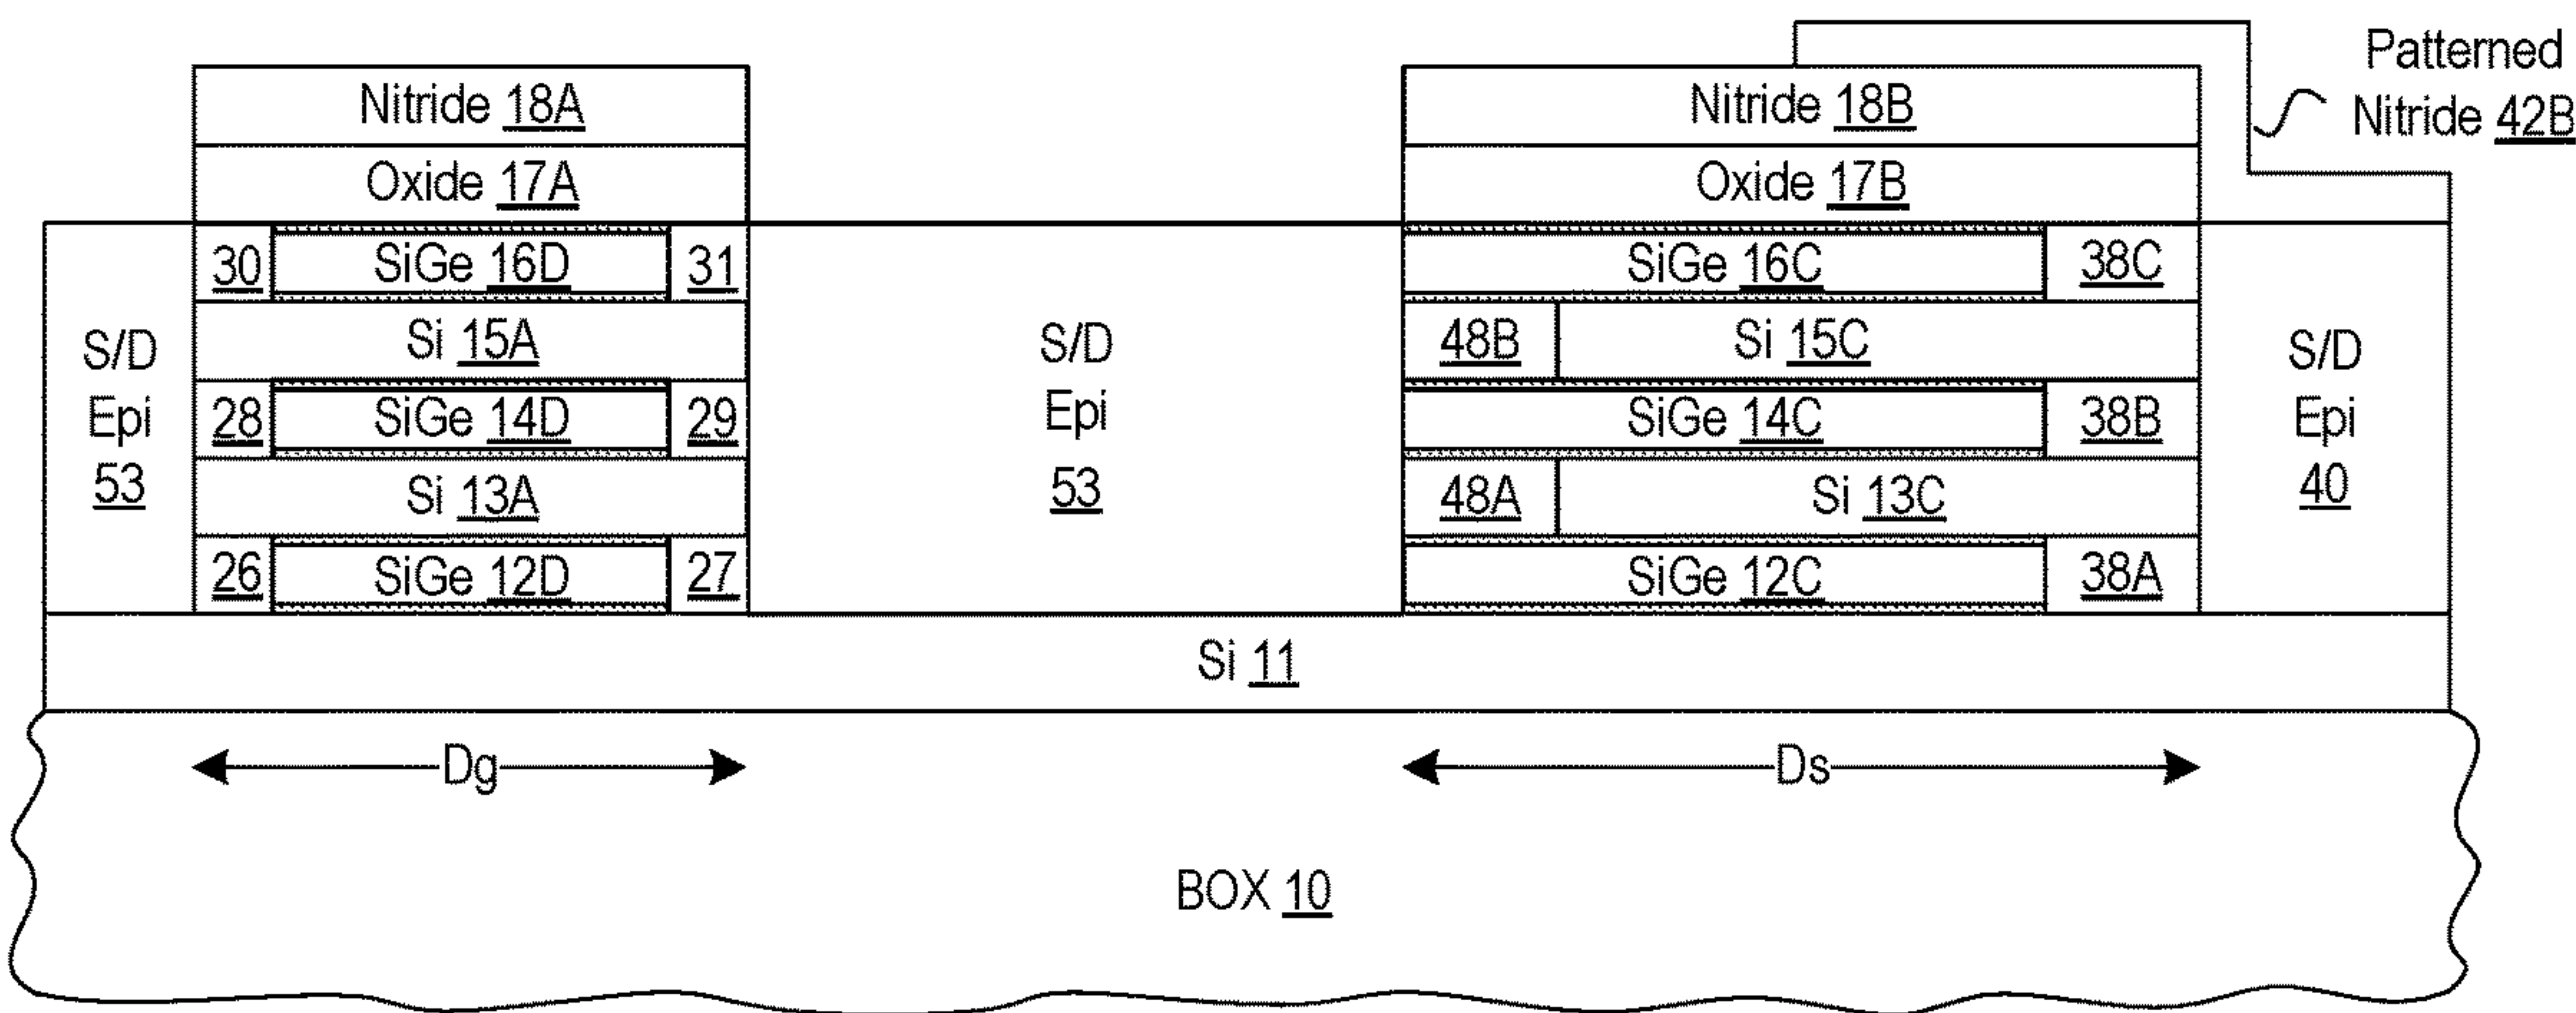 Patterned
Nitride 42B
Nitride 18A
Nitride 18B
Oxide 17A
Oxide 17B
30 SiGe 16D 31
SiGe 16C 38C
S/D
Epi
53
Si 15A
S/D
Epi
53
48B Si 15C
S/D
Epi
40
28 SiGe 14D 29
SiGe 14C 38B
Si 13A
48A Si 13C
26 SiGe 12D 27
SiGe 12C 38A
Si 11
Dg
Ds
BOX 10